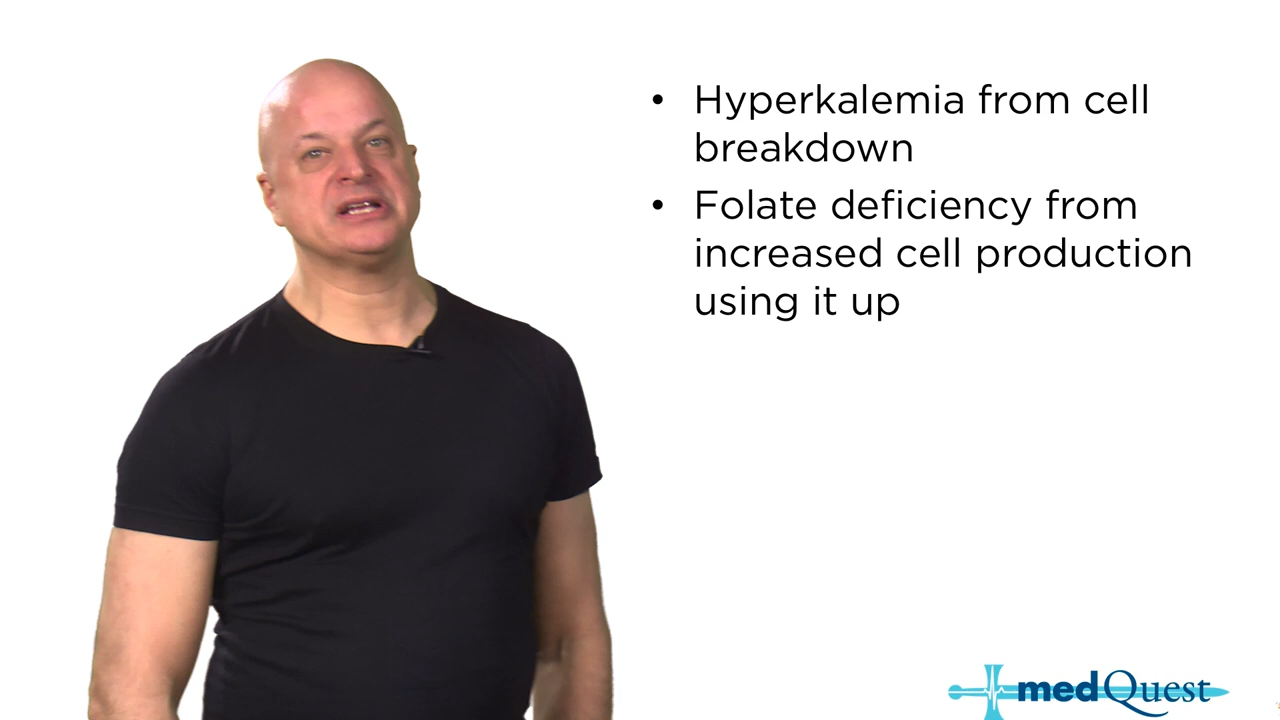 • Hyperkalemia from cell
breakdown
• Folate deficiency from
increased cell production
using it up
medQuest